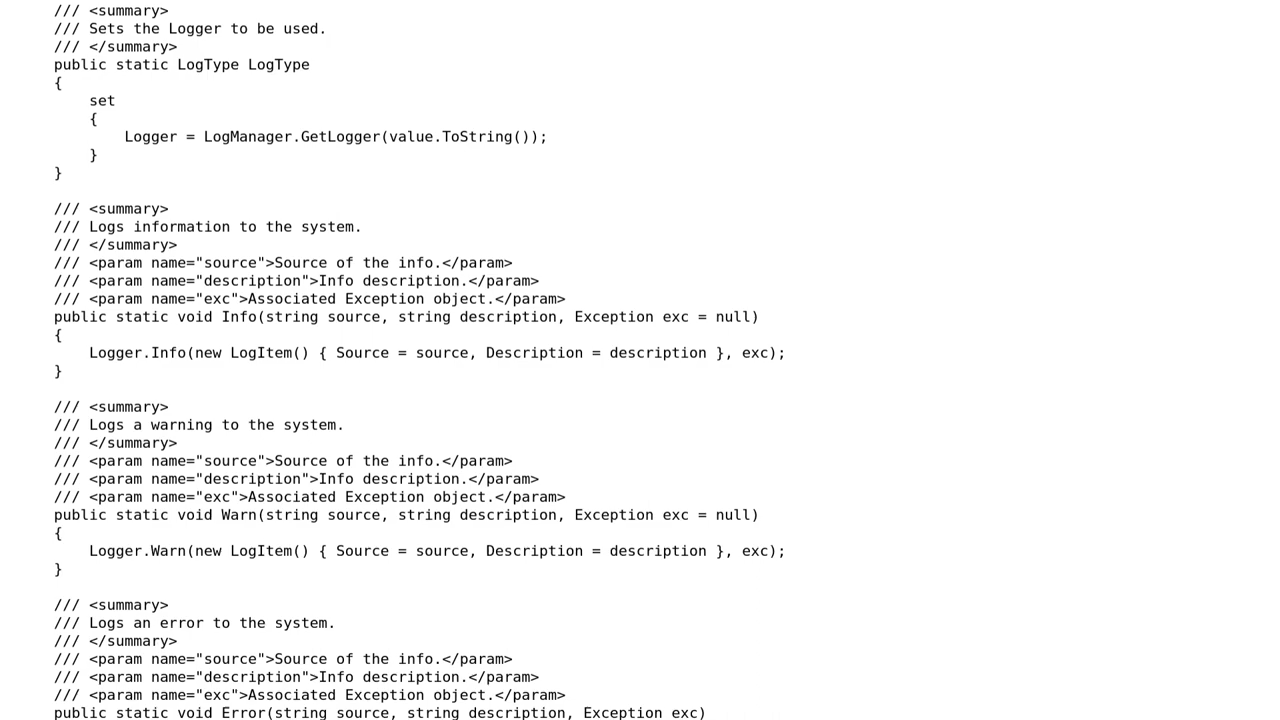 /// <summary>
/// Sets the Logger to be used.
/// </summary>
public static LogType LogType
{
    set
    {
        Logger = LogManager.GetLogger(value.ToString());
    }
}

/// <summary>
/// Logs information to the system.
/// </summary>
/// <param name="source">Source of the info.</param>
/// <param name="description">Info description.</param>
/// <param name="exc">Associated Exception object.</param>
public static void Info(string source, string description, Exception exc = null)
{
    Logger.Info(new LogItem() { Source = source, Description = description }, exc);
}

/// <summary>
/// Logs a warning to the system.
/// </summary>
/// <param name="source">Source of the info.</param>
/// <param name="description">Info description.</param>
/// <param name="exc">Associated Exception object.</param>
public static void Warn(string source, string description, Exception exc = null)
{
    Logger.Warn(new LogItem() { Source = source, Description = description }, exc);
}

/// <summary>
/// Logs an error to the system.
/// </summary>
/// <param name="source">Source of the info.</param>
/// <param name="description">Info description.</param>
/// <param name="exc">Associated Exception object.</param>
public static void Error(string source, string description, Exception exc)